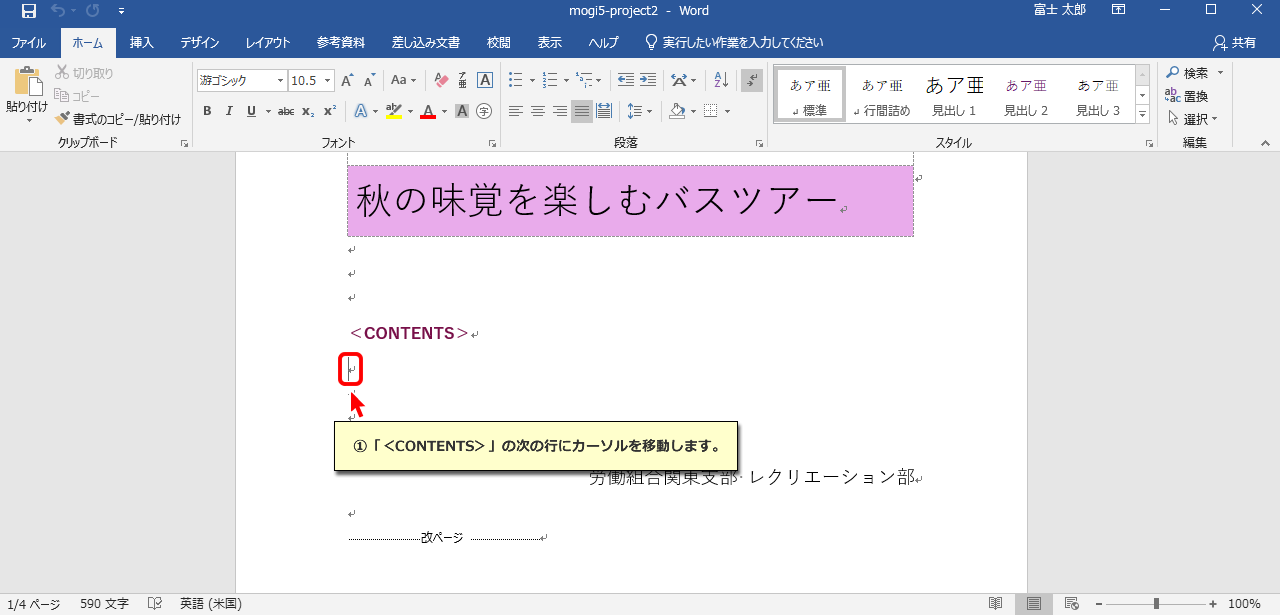 mogi5-project2 - Word
富士 太郎
ファイル ホーム 挿入 デザイン レイアウト 参考資料 差し込み文書 校閲 表示 ヘルプ 実行したい作業を入力してください 共有
貼り付け
切り取り
コピー
書式のコピー/貼り付け
クリップボード
游ゴシック 10.5
Aa
B I U abc x₂ x²
フォント
段落
あア亜 標準
あア亜 行間詰め
あア亜 見出し 1
あア亜 見出し 2
あア亜 見出し 3
スタイル
検索
置換
選択
編集
秋の味覚を楽しむバスツアー
＜CONTENTS＞
①「＜CONTENTS＞」の次の行にカーソルを移動します。
労働組合関東支部 レクリエーション部
改ページ
1/4 ページ 590 文字 英語 (米国) 100%